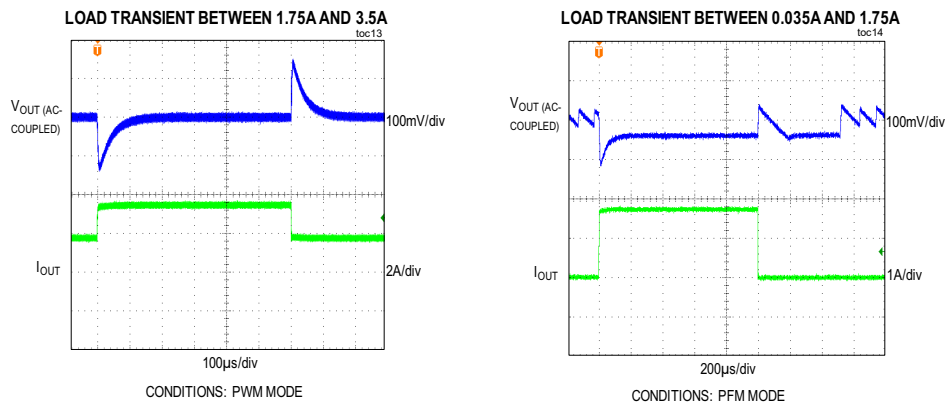 LOAD TRANSIENT BETWEEN 1.75A AND 3.5A
toc13
T
VOUT (AC-
COUPLED)
100mV/div
IOUT
2A/div
100µs/div
CONDITIONS: PWM MODE
LOAD TRANSIENT BETWEEN 0.035A AND 1.75A
toc14
T
VOUT (AC-
COUPLED)
100mV/div
IOUT
1A/div
200µs/div
CONDITIONS: PFM MODE